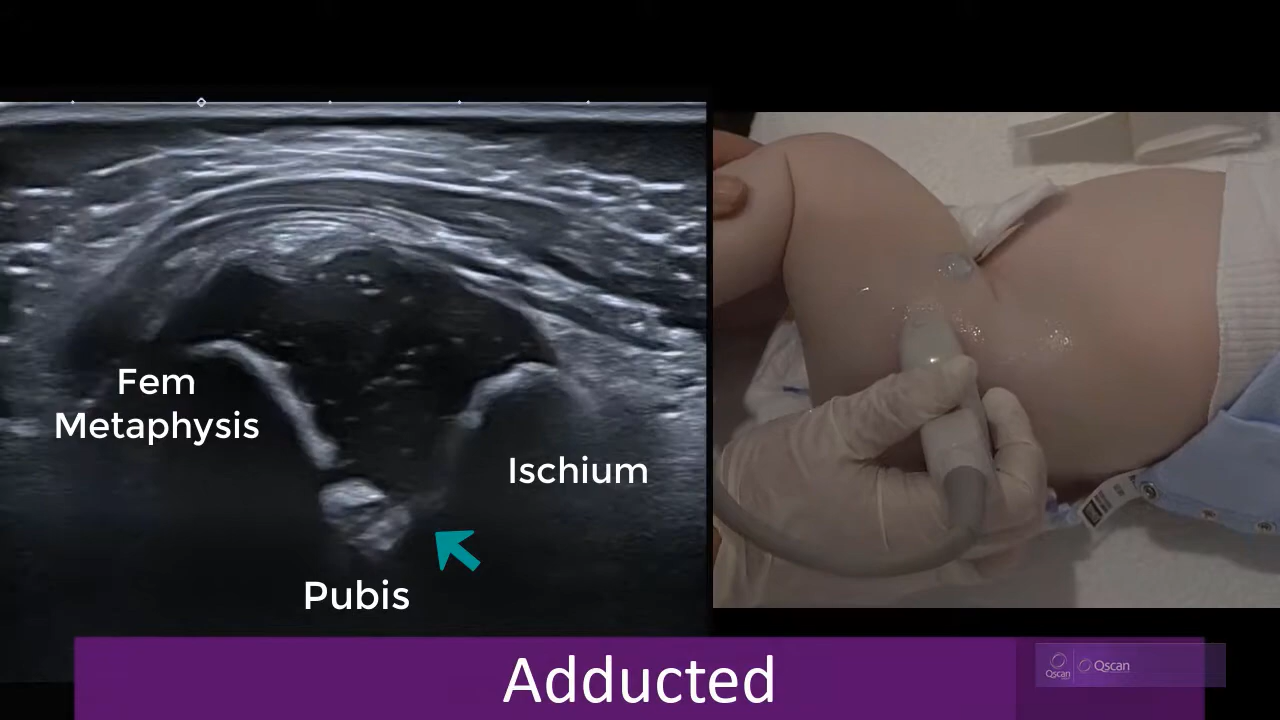 Fem
Metaphysis
Ischium
Pubis
Adducted
Qscan
Qscan